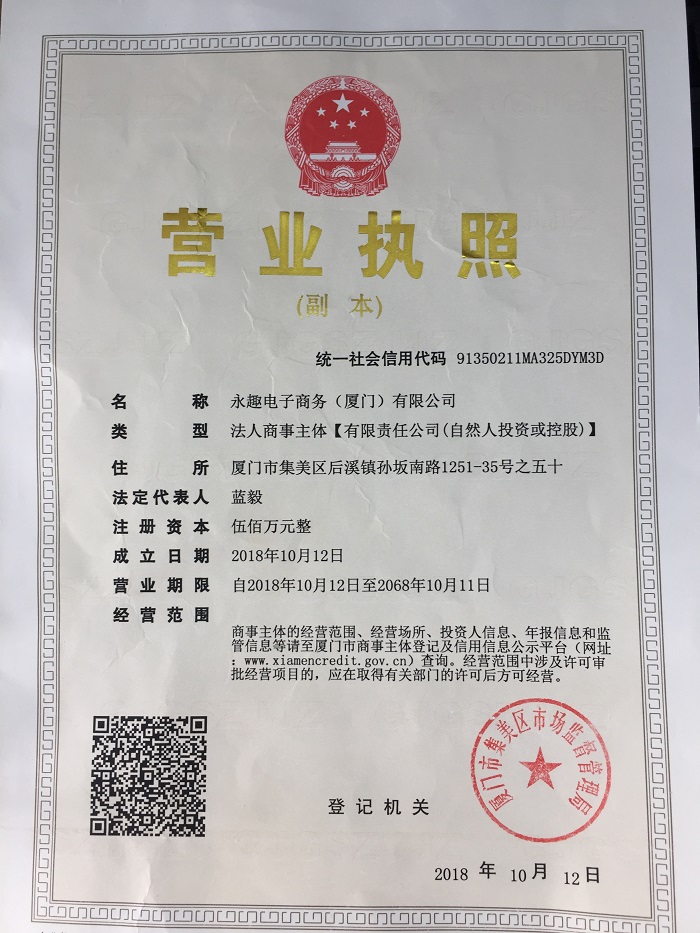 营业执照
(副本)
统一社会信用代码 91350211MA325DYM3D
名称 永趣电子商务（厦门）有限公司
类型 法人商事主体【有限责任公司(自然人投资或控股)】
住所 厦门市集美区后溪镇孙坂南路1251-35号之五十
法定代表人 蓝毅
注册资本 伍佰万元整
成立日期 2018年10月12日
营业期限 自2018年10月12日至2068年10月11日
经营范围
商事主体的经营范围、经营场所、投资人信息、年报信息和监
管信息等请至厦门市商事主体登记及信用信息公示平台（网址
：www.xiamencredit.gov.cn）查询。经营范围中涉及许可审
批经营项目的，应在取得有关部门的许可后方可经营。
厦门市集美区市场监督管理局
登记机关
2018 年 10 月 12 日